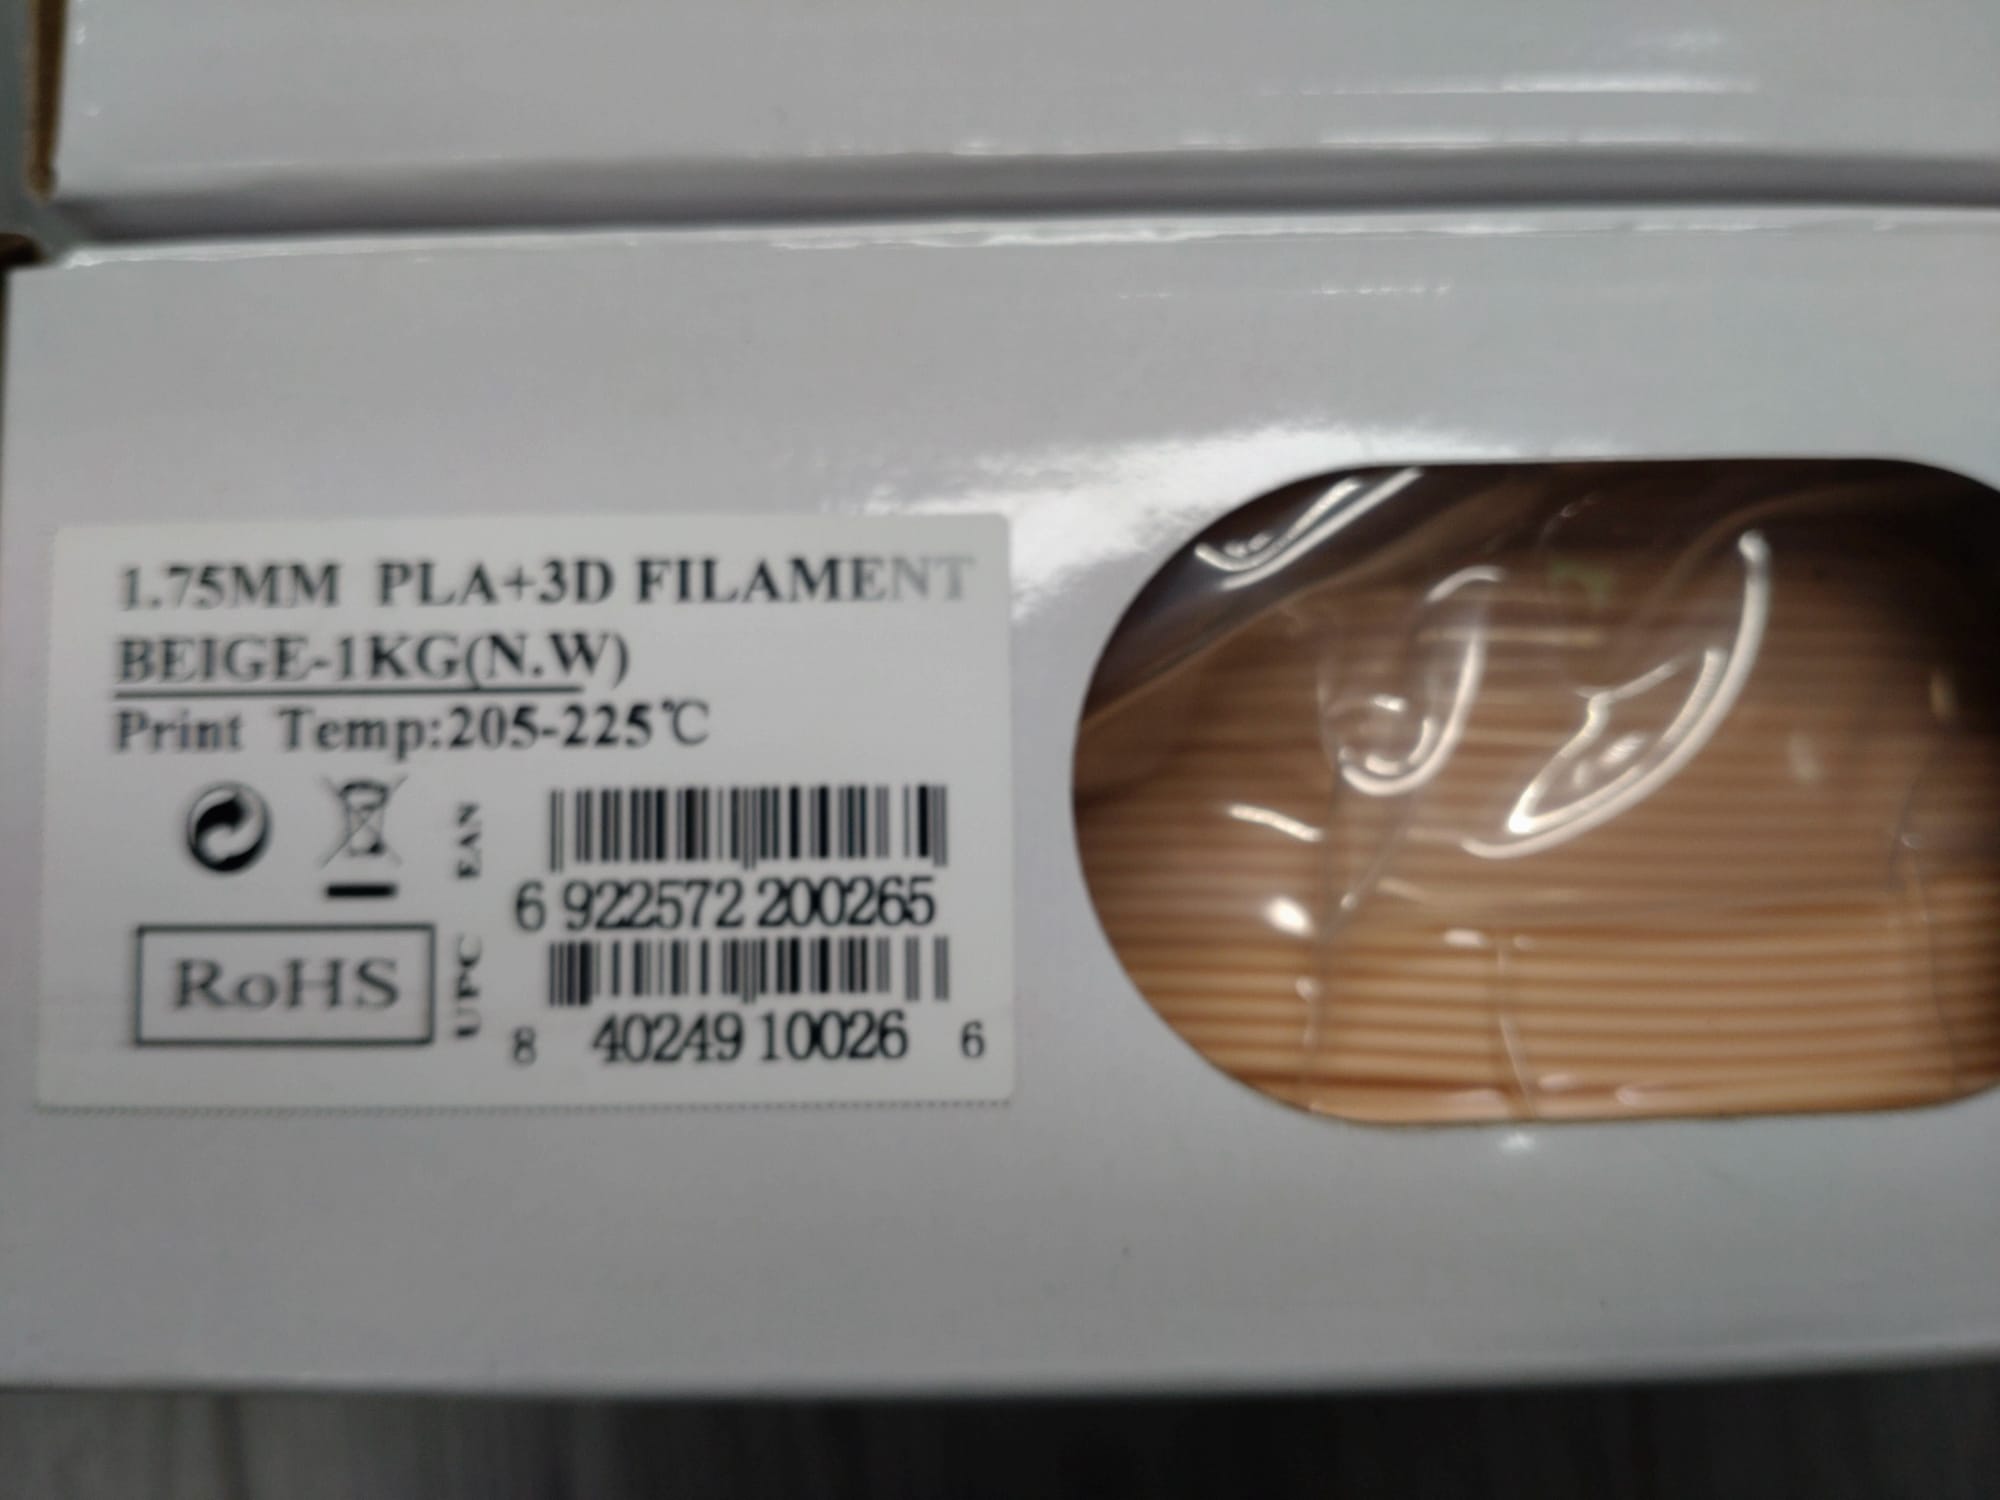 1.75MM PLA+3D FILAMENT
BEIGE-1KG(N.W)
Print Temp:205-225℃
EAN
6 922572 200265
RoHS
UPC
8 40249 10026 6